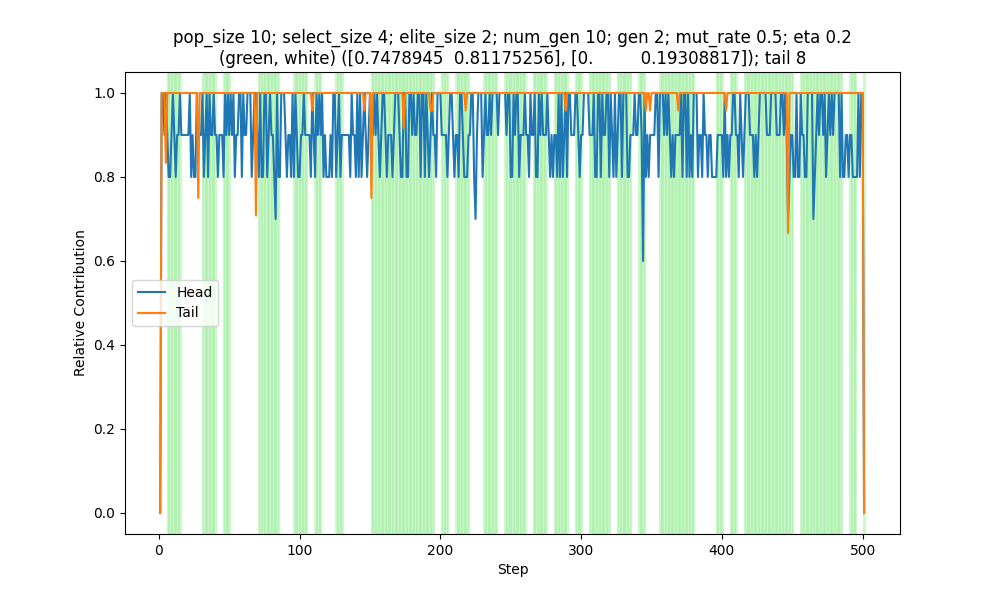 pop_size 10; select_size 4; elite_size 2; num_gen 10; gen 2; mut_rate 0.5; eta 0.2
(green, white) ([0.7478945  0.81175256], [0.         0.19308817]); tail 8
1.0
0.8
0.6
0.4
0.2
0.0
Relative Contribution
Head
Tail
0
100
200
300
400
500
Step